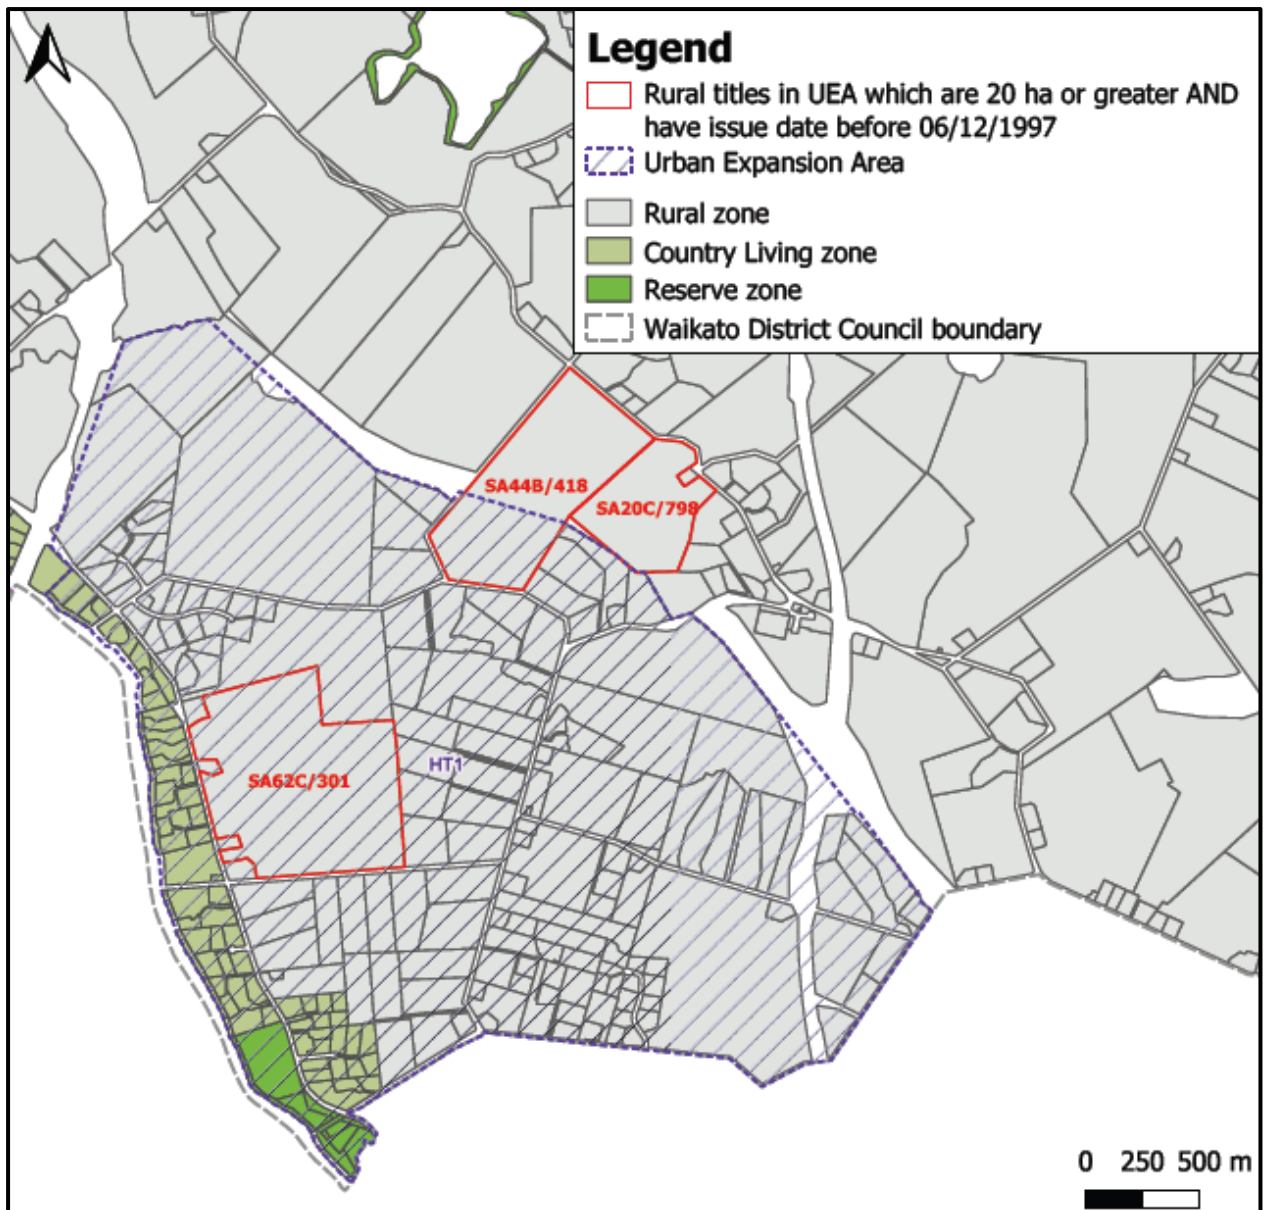 Legend
Rural titles in UEA which are 20 ha or greater AND
have issue date before 06/12/1997
Urban Expansion Area
Rural zone
Country Living zone
Reserve zone
Waikato District Council boundary
SA44B/418
SA20C/798
HT1
SA62C/301
0 250 500 m